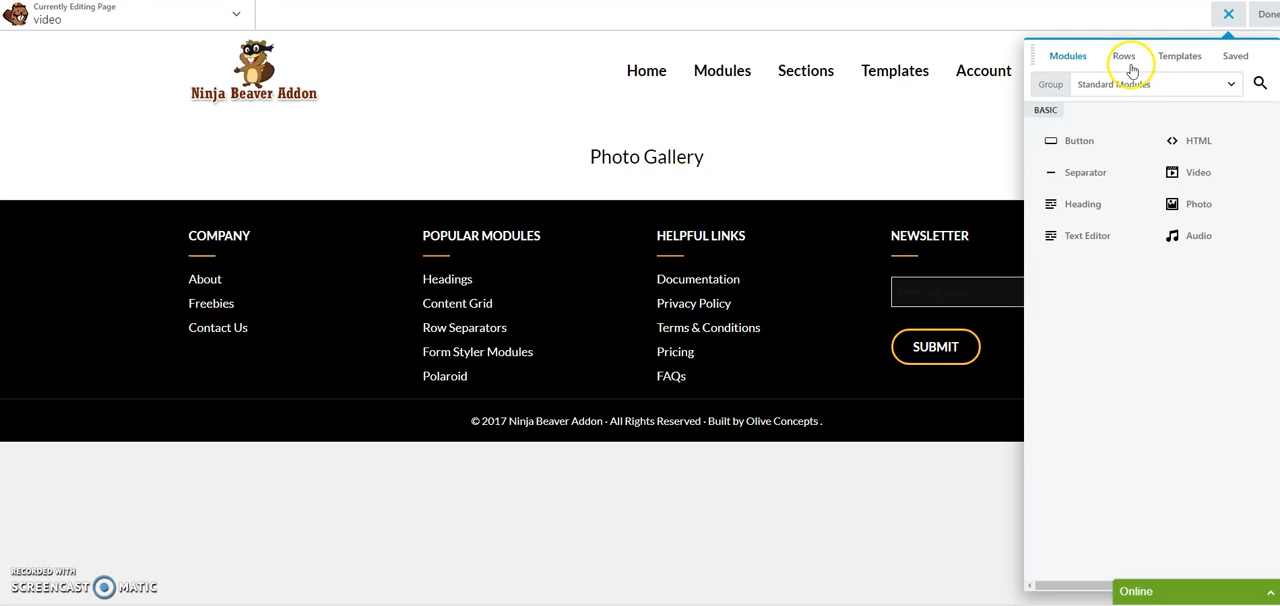 Currently Editing Page
video
Done
Ninja Beaver Addon
Home Modules Sections Templates Account
Modules Rows Templates Saved
Group Standard Modules
BASIC
Button HTML
Separator Video
Heading Photo
Text Editor Audio
Photo Gallery
COMPANY
About
Freebies
Contact Us
POPULAR MODULES
Headings
Content Grid
Row Separators
Form Styler Modules
Polaroid
HELPFUL LINKS
Documentation
Privacy Policy
Terms & Conditions
Pricing
FAQs
NEWSLETTER
SUBMIT
© 2017 Ninja Beaver Addon · All Rights Reserved · Built by Olive Concepts .
RECORDED WITH
SCREENCAST MATIC
Online